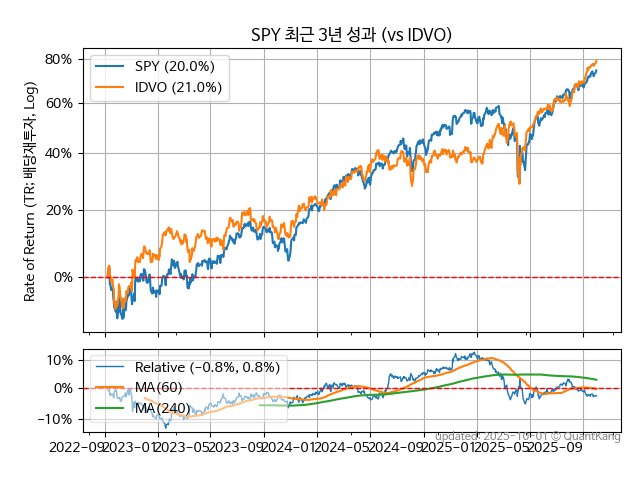 SPY 최근 3년 성과 (vs IDVO)
80%
60%
40%
20%
0%
Rate of Return (TR: 배당재투자, Log)
SPY (20.0%)
IDVO (21.0%)
10%
0%
−10%
Relative (−0.8%, 0.8%)
MA(60)
MA(240)
2022-09 2023-01 2023-05 2023-09 2024-01 2024-05 2024-09 2025-01 2025-05 2025-09
updated: 2025-10-01 © QuantKang